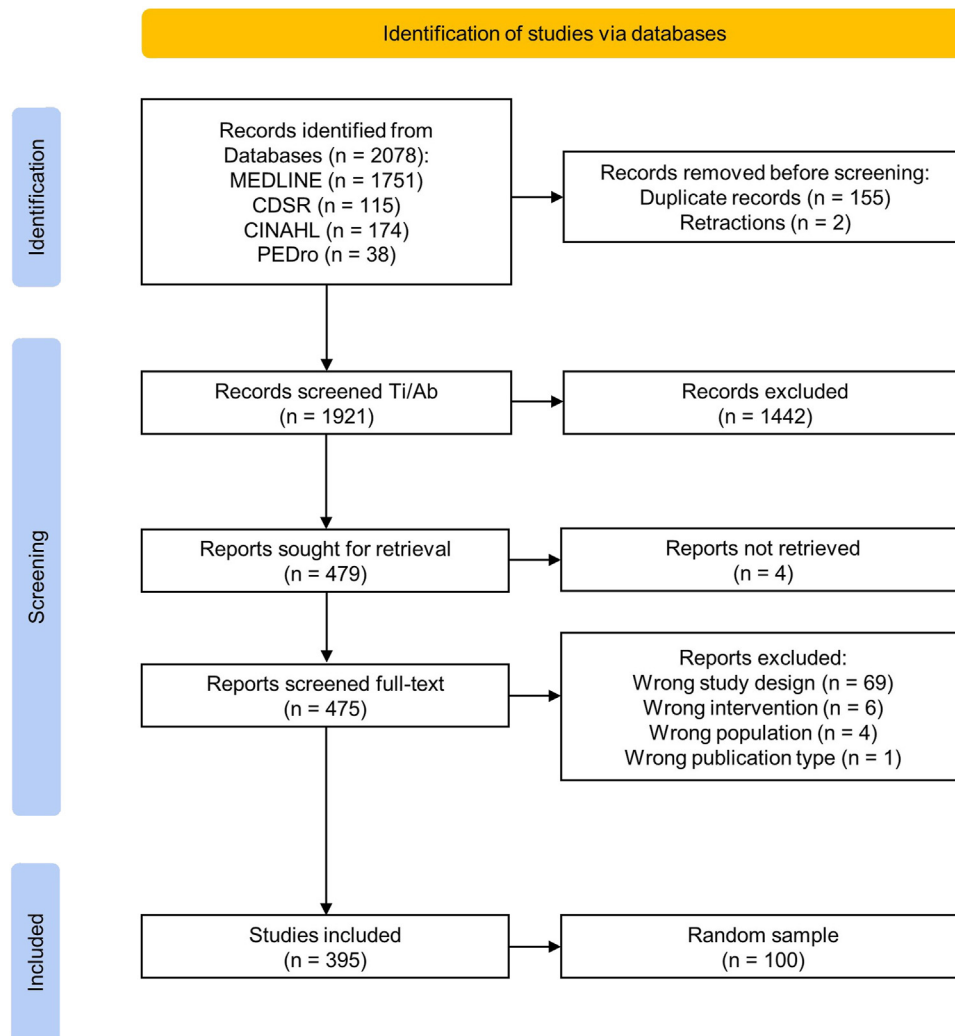 Identification of studies via databases
Identification
Records identified from
Databases (n = 2078):
MEDLINE (n = 1751)
CDSR (n = 115)
CINAHL (n = 174)
PEDro (n = 38)
Records removed before screening:
Duplicate records (n = 155)
Retractions (n = 2)
Screening
Records screened Ti/Ab
(n = 1921)
Records excluded
(n = 1442)
Reports sought for retrieval
(n = 479)
Reports not retrieved
(n = 4)
Reports screened full-text
(n = 475)
Reports excluded:
Wrong study design (n = 69)
Wrong intervention (n = 6)
Wrong population (n = 4)
Wrong publication type (n = 1)
Included
Studies included
(n = 395)
Random sample
(n = 100)